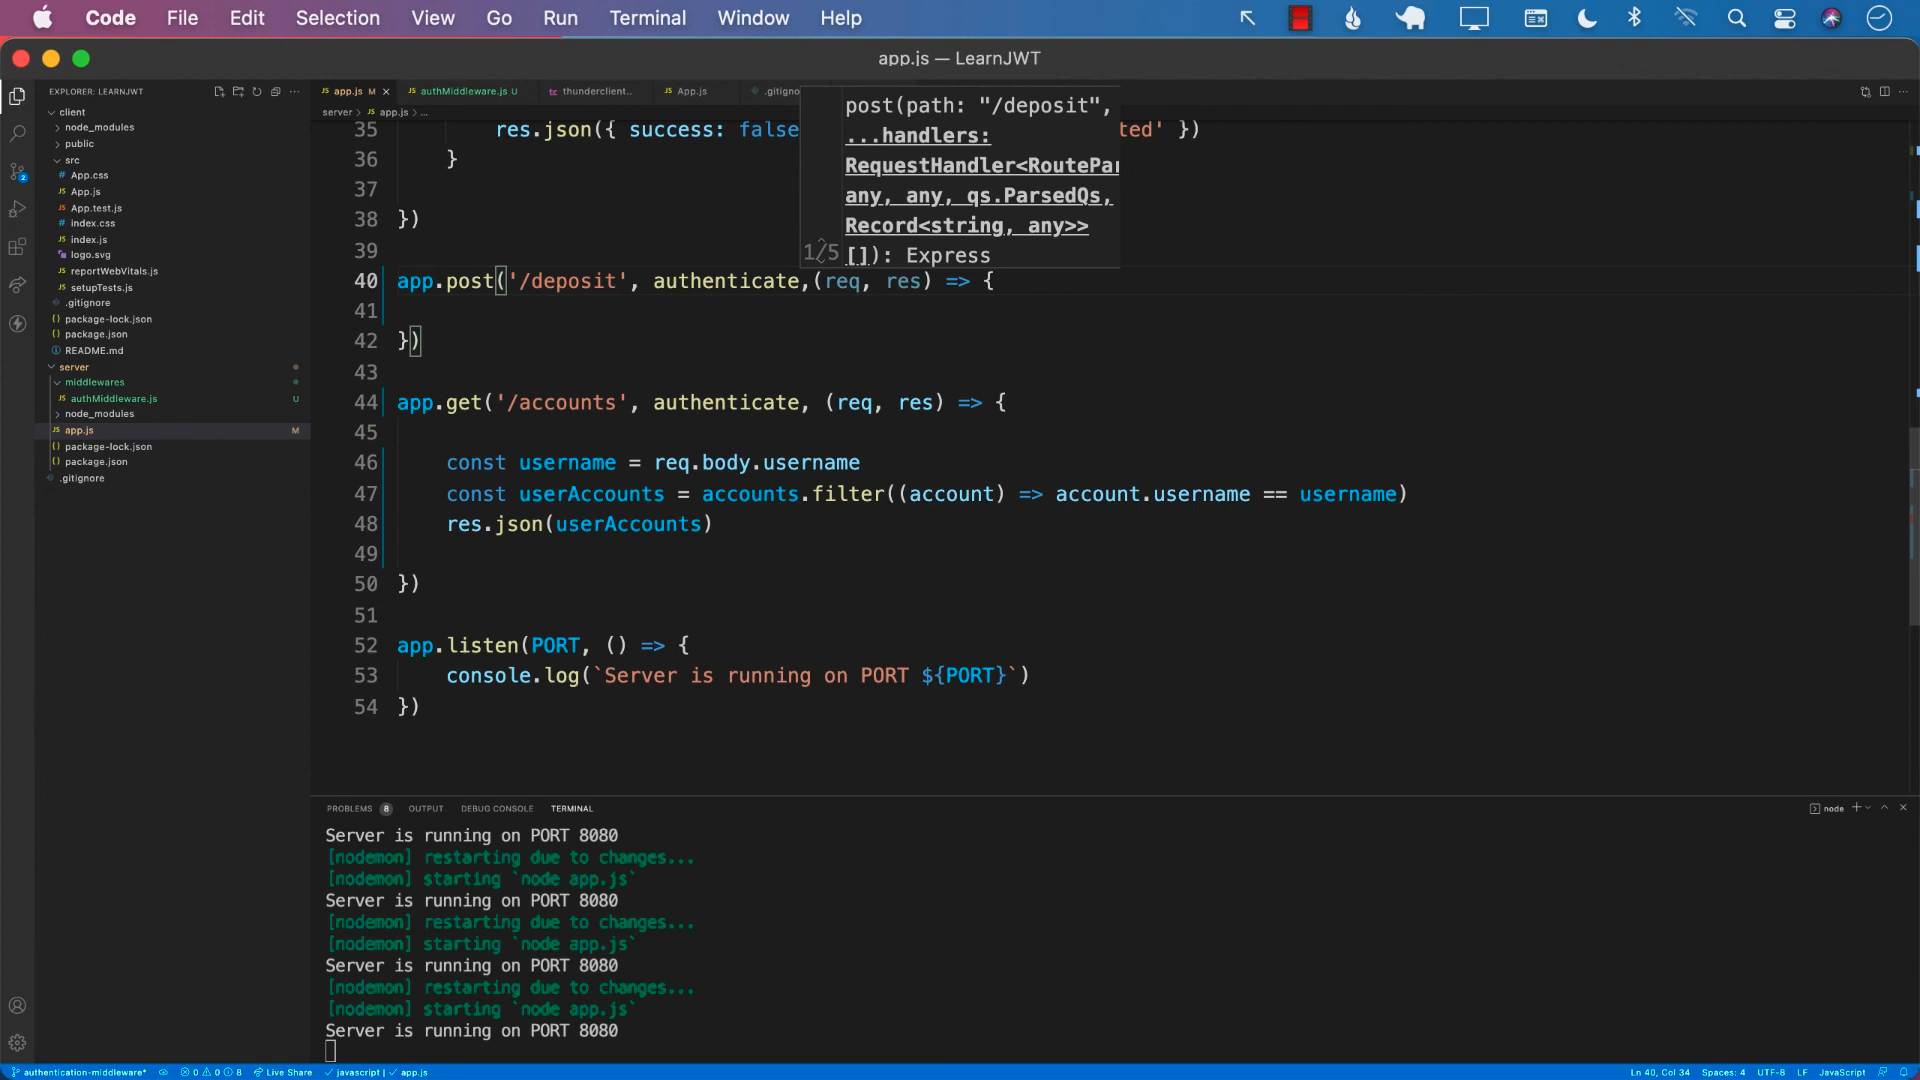 Code File Edit Selection View Go Run Terminal Window Help
app.js — LearnJWT
EXPLORER: LEARNJWT
client
node_modules
public
src
App.css
App.js
App.test.js
index.css
index.js
logo.svg
reportWebVitals.js
setupTests.js
.gitignore
package-lock.json
package.json
README.md
server
middlewares
authMiddleware.js U
node_modules
app.js M
package-lock.json
package.json
.gitignore
app.js M
authMiddleware.js U
thunderclient..
App.js
.gitigno
server > app.js > ...
post(path: "/deposit",
...handlers:
RequestHandler<RoutePar
any, any, qs.ParsedQs,
Record<string, any>>
1/5 []): Express
35 res.json({ success: false ted' })
36 }
37
38 })
39
40 app.post('/deposit', authenticate,(req, res) => {
41
42 })
43
44 app.get('/accounts', authenticate, (req, res) => {
45
46 const username = req.body.username
47 const userAccounts = accounts.filter((account) => account.username == username)
48 res.json(userAccounts)
49
50 })
51
52 app.listen(PORT, () => {
53 console.log(`Server is running on PORT ${PORT}`)
54 })
PROBLEMS 8 OUTPUT DEBUG CONSOLE TERMINAL
node
Server is running on PORT 8080
[nodemon] restarting due to changes...
[nodemon] starting `node app.js`
Server is running on PORT 8080
[nodemon] restarting due to changes...
[nodemon] starting `node app.js`
Server is running on PORT 8080
[nodemon] restarting due to changes...
[nodemon] starting `node app.js`
Server is running on PORT 8080
authentication-middleware* 0 0 8 Live Share javascript | app.js Ln 40, Col 34 Spaces: 4 UTF-8 LF JavaScript